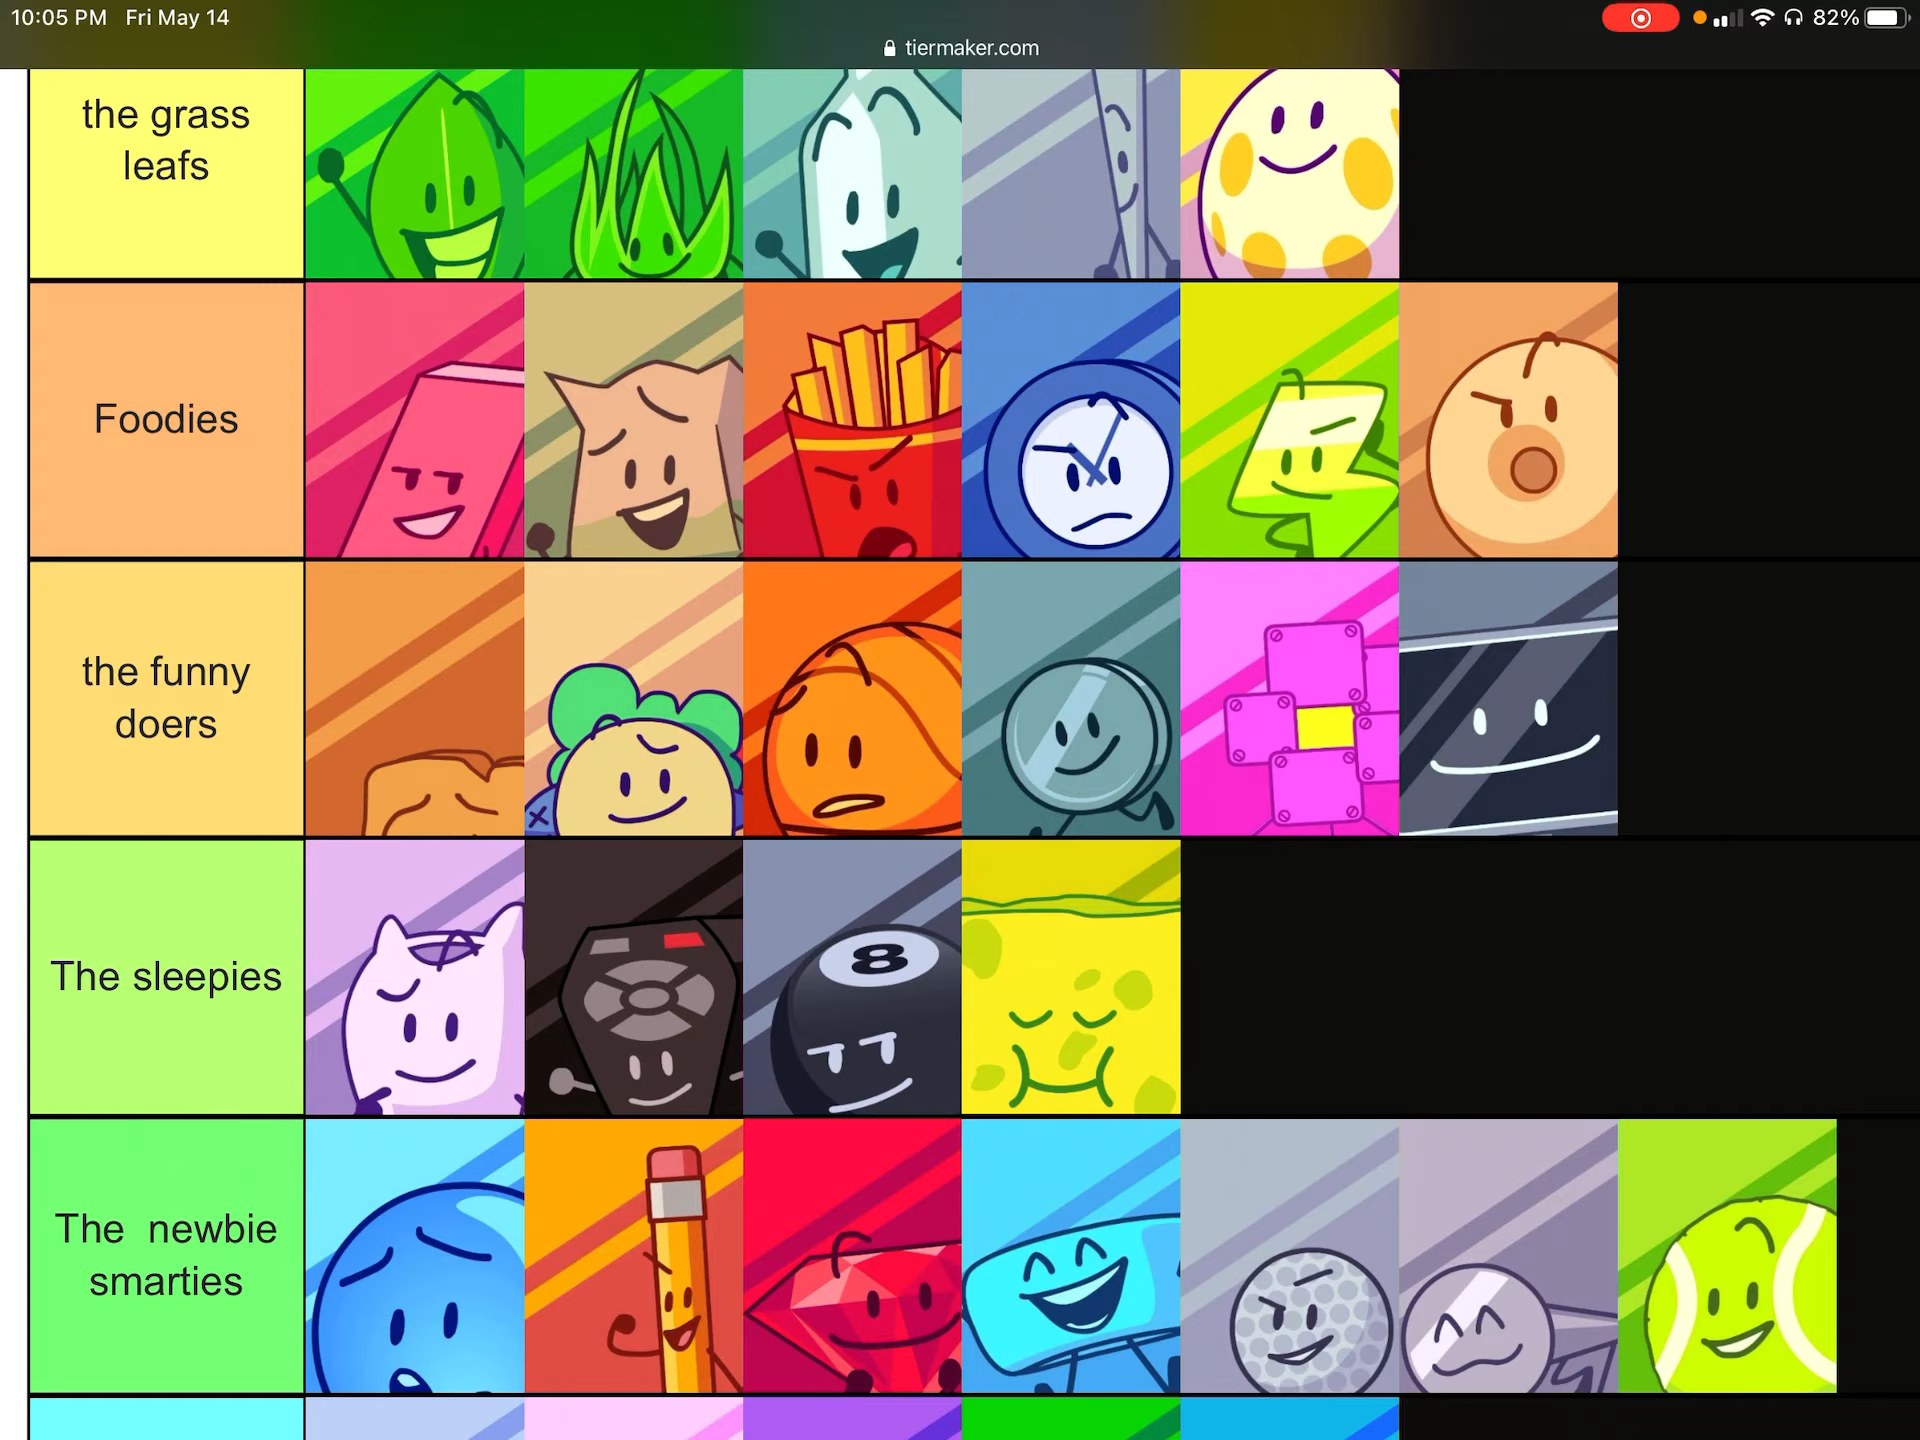 10:05 PM Fri May 14
82%
tiermaker.com
the grass
leafs
Foodies
the funny
doers
The sleepies
8
The newbie
smarties